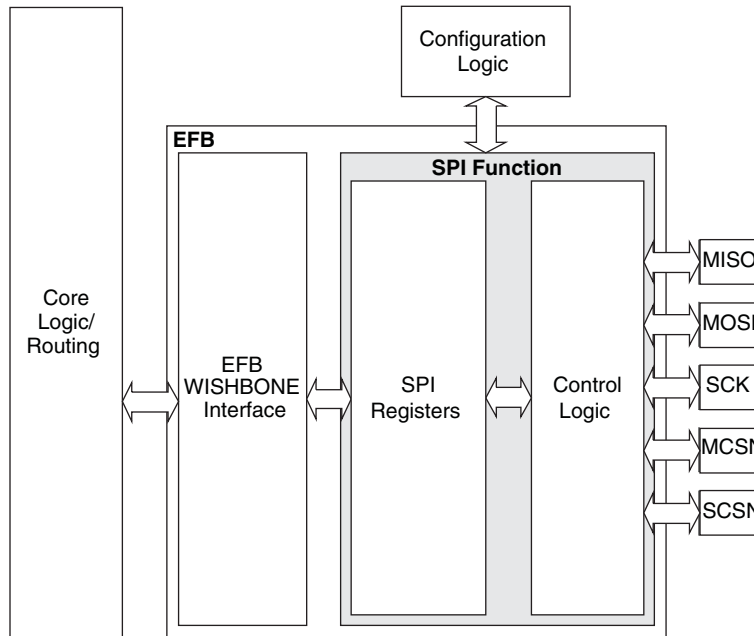 Configuration
Logic
EFB
SPI Function
Core
Logic/
Routing
EFB
WISHBONE
Interface
SPI
Registers
Control
Logic
MISO
MOSI
SCK
MCSN
SCSN